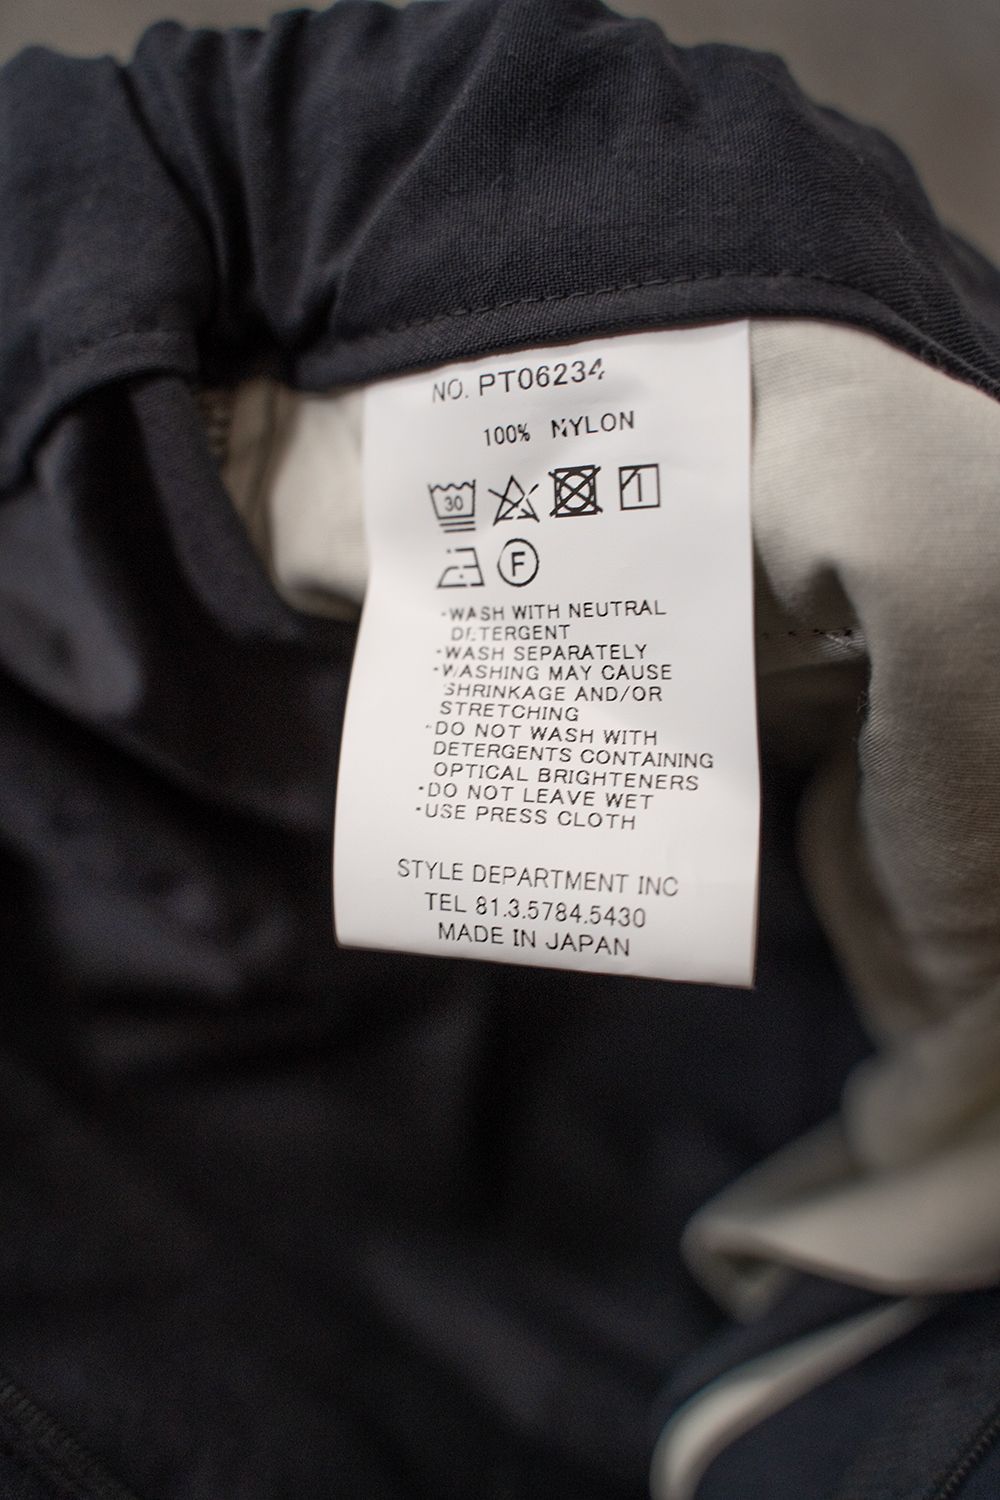 NO. PT06234
100% NYLON
30
F
·WASH WITH NEUTRAL
DETERGENT
·WASH SEPARATELY
·WASHING MAY CAUSE
SHRINKAGE AND/OR
STRETCHING
·DO NOT WASH WITH
DETERGENTS CONTAINING
OPTICAL BRIGHTENERS
·DO NOT LEAVE WET
·USE PRESS CLOTH
STYLE DEPARTMENT INC
TEL 81.3.5784.5430
MADE IN JAPAN